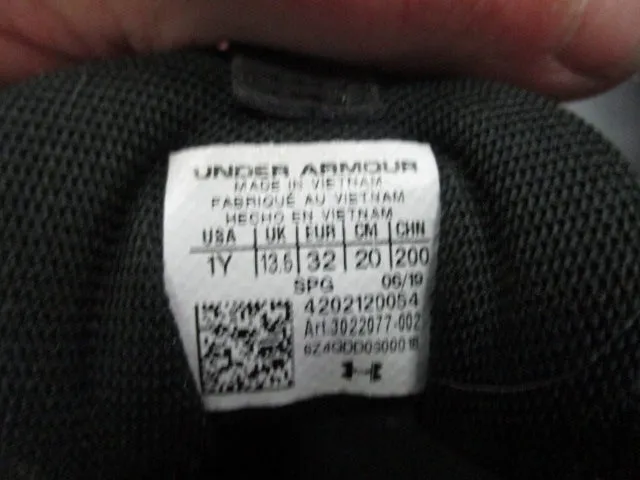 UNDER ARMOUR
MADE IN VIETNAM
FABRIQUÉ AU VIETNAM
HECHO EN VIETNAM
USA UK EUR CM CHN
1Y 13.5 32 20 200
SPG 06/19
4202120054
Art.3022077-002